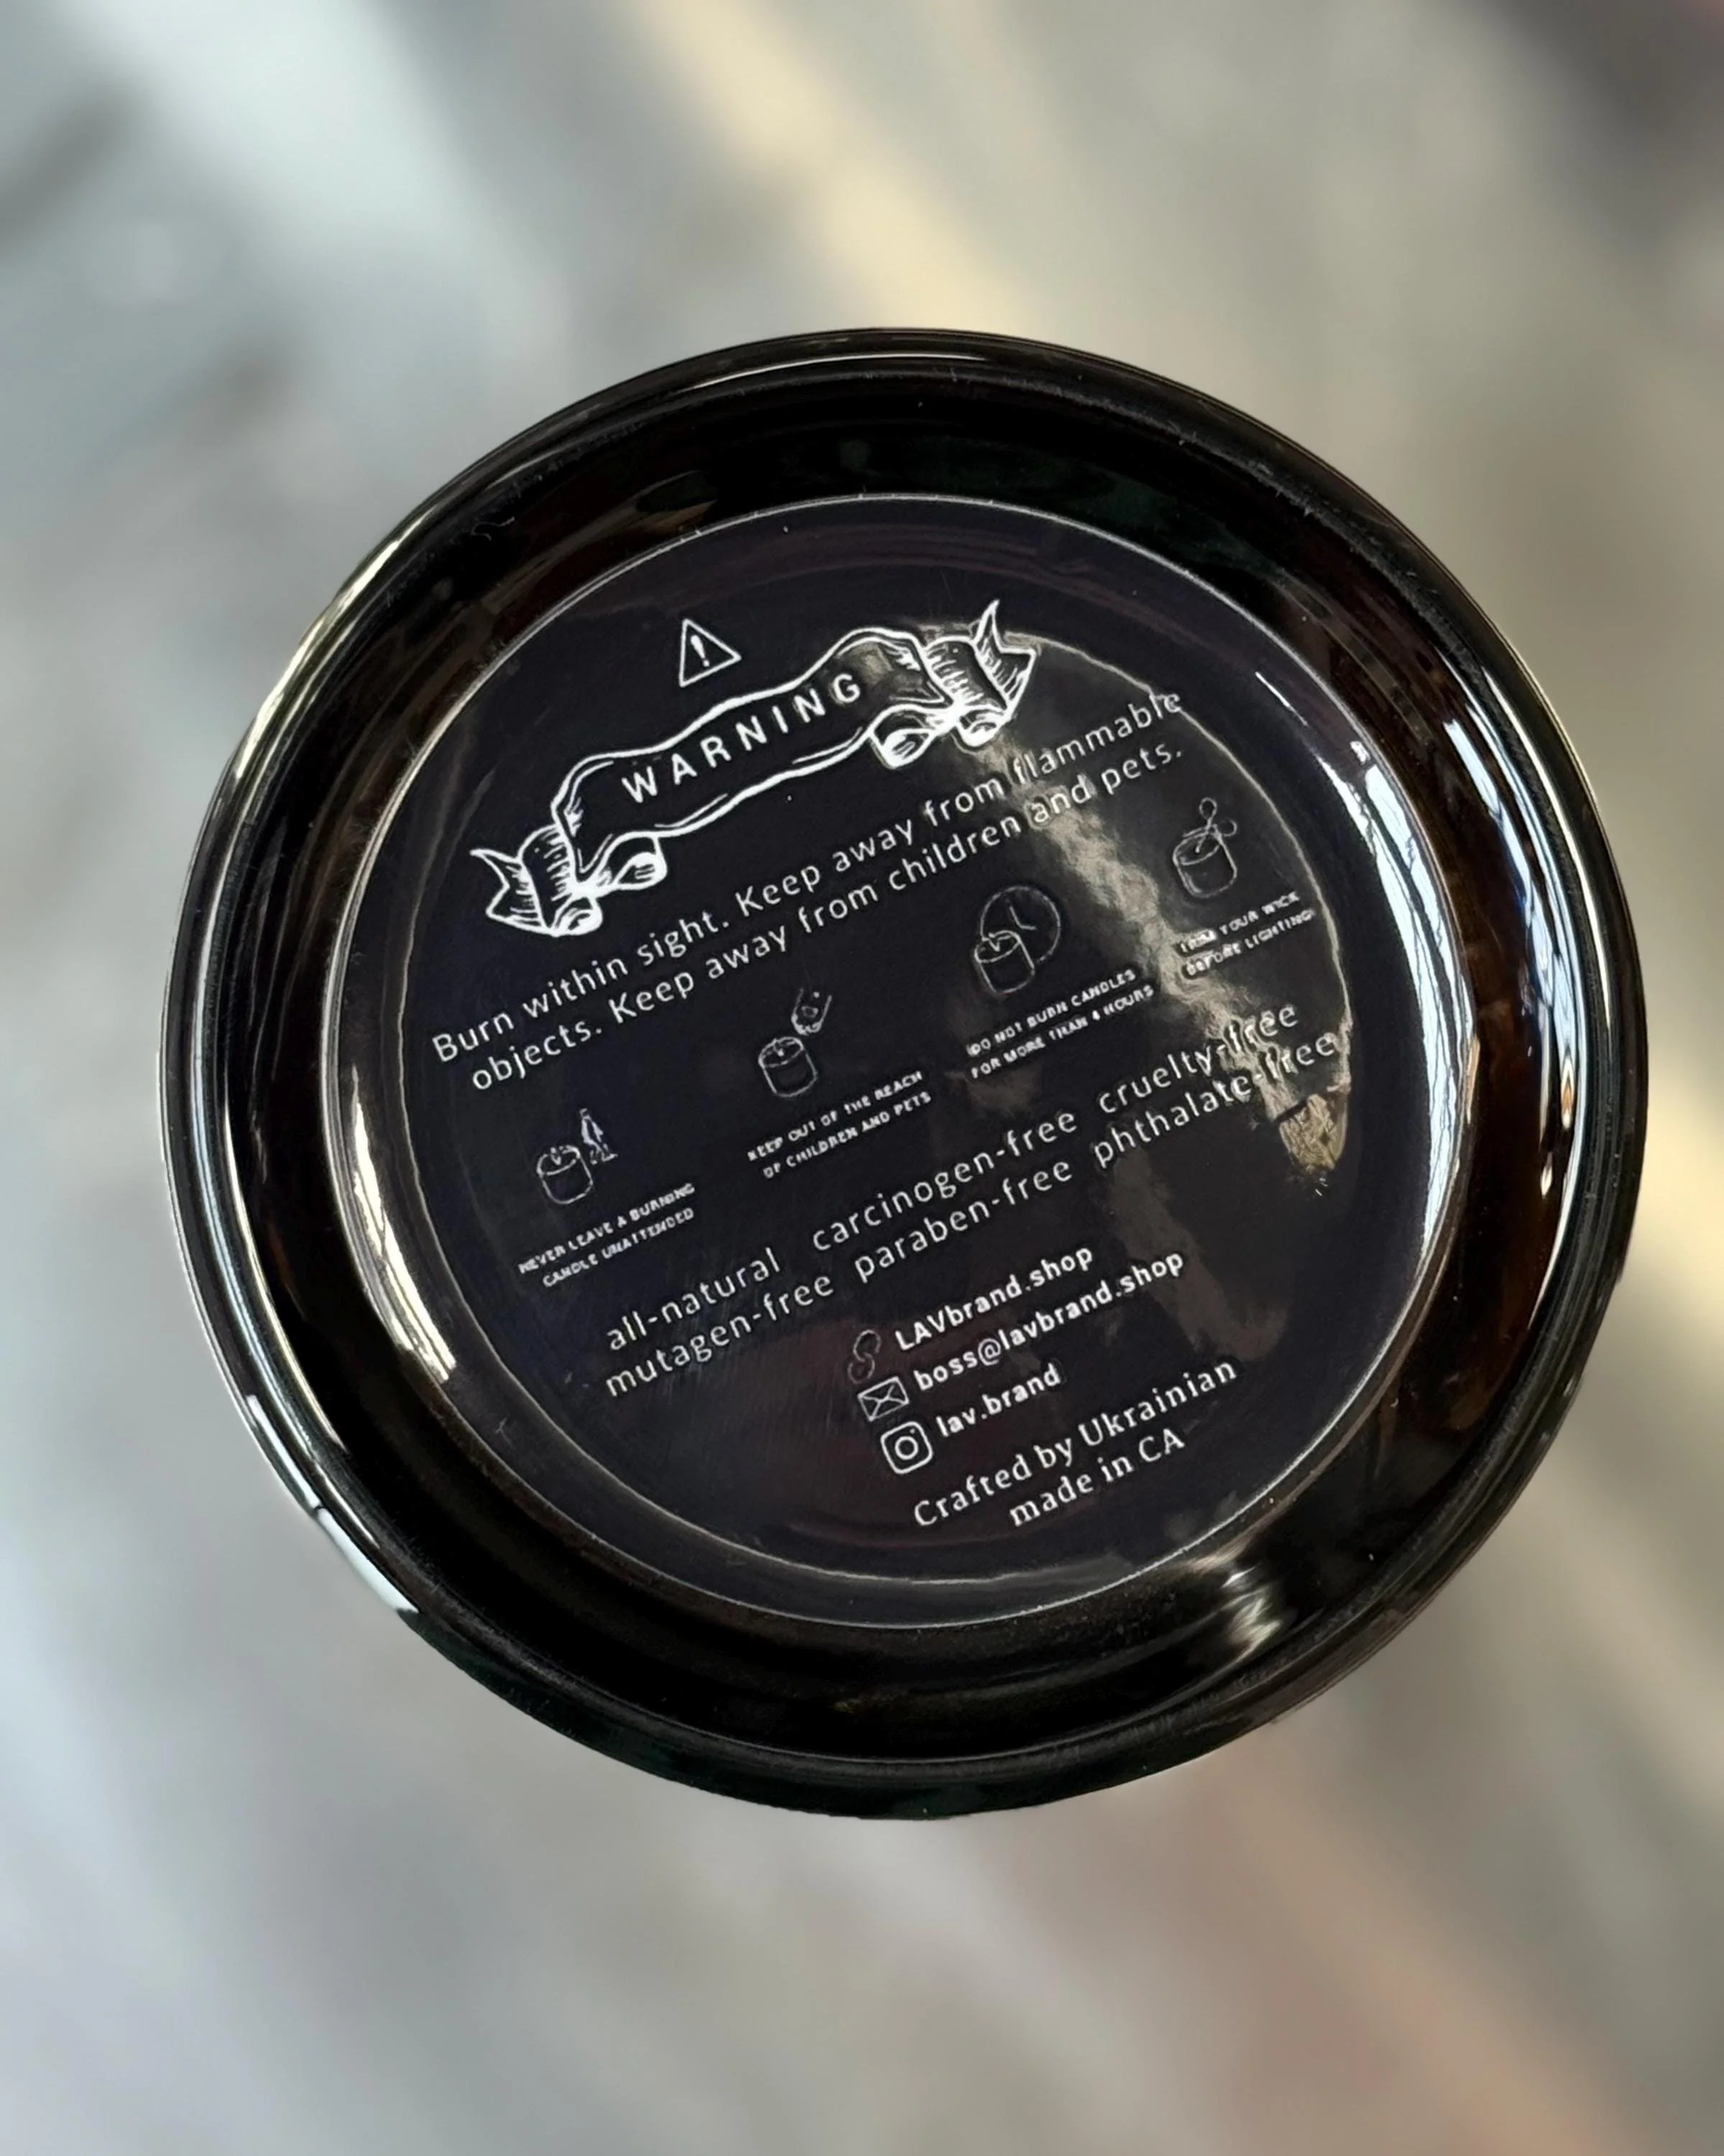 WARNING
Burn within sight. Keep away from flammable
objects. Keep away from children and pets.
NEVER LEAVE A BURNING
CANDLE UNATTENDED
KEEP OUT OF THE REACH
OF CHILDREN AND PETS
DO NOT BURN CANDLES
FOR MORE THAN 4 HOURS
TRIM YOUR WICK
BEFORE LIGHTING
all-natural carcinogen-free cruelty-free
mutagen-free paraben-free phthalate-free
LAVbrand.shop
boss@lavbrand.shop
lav.brand
Crafted by Ukrainian
made in CA